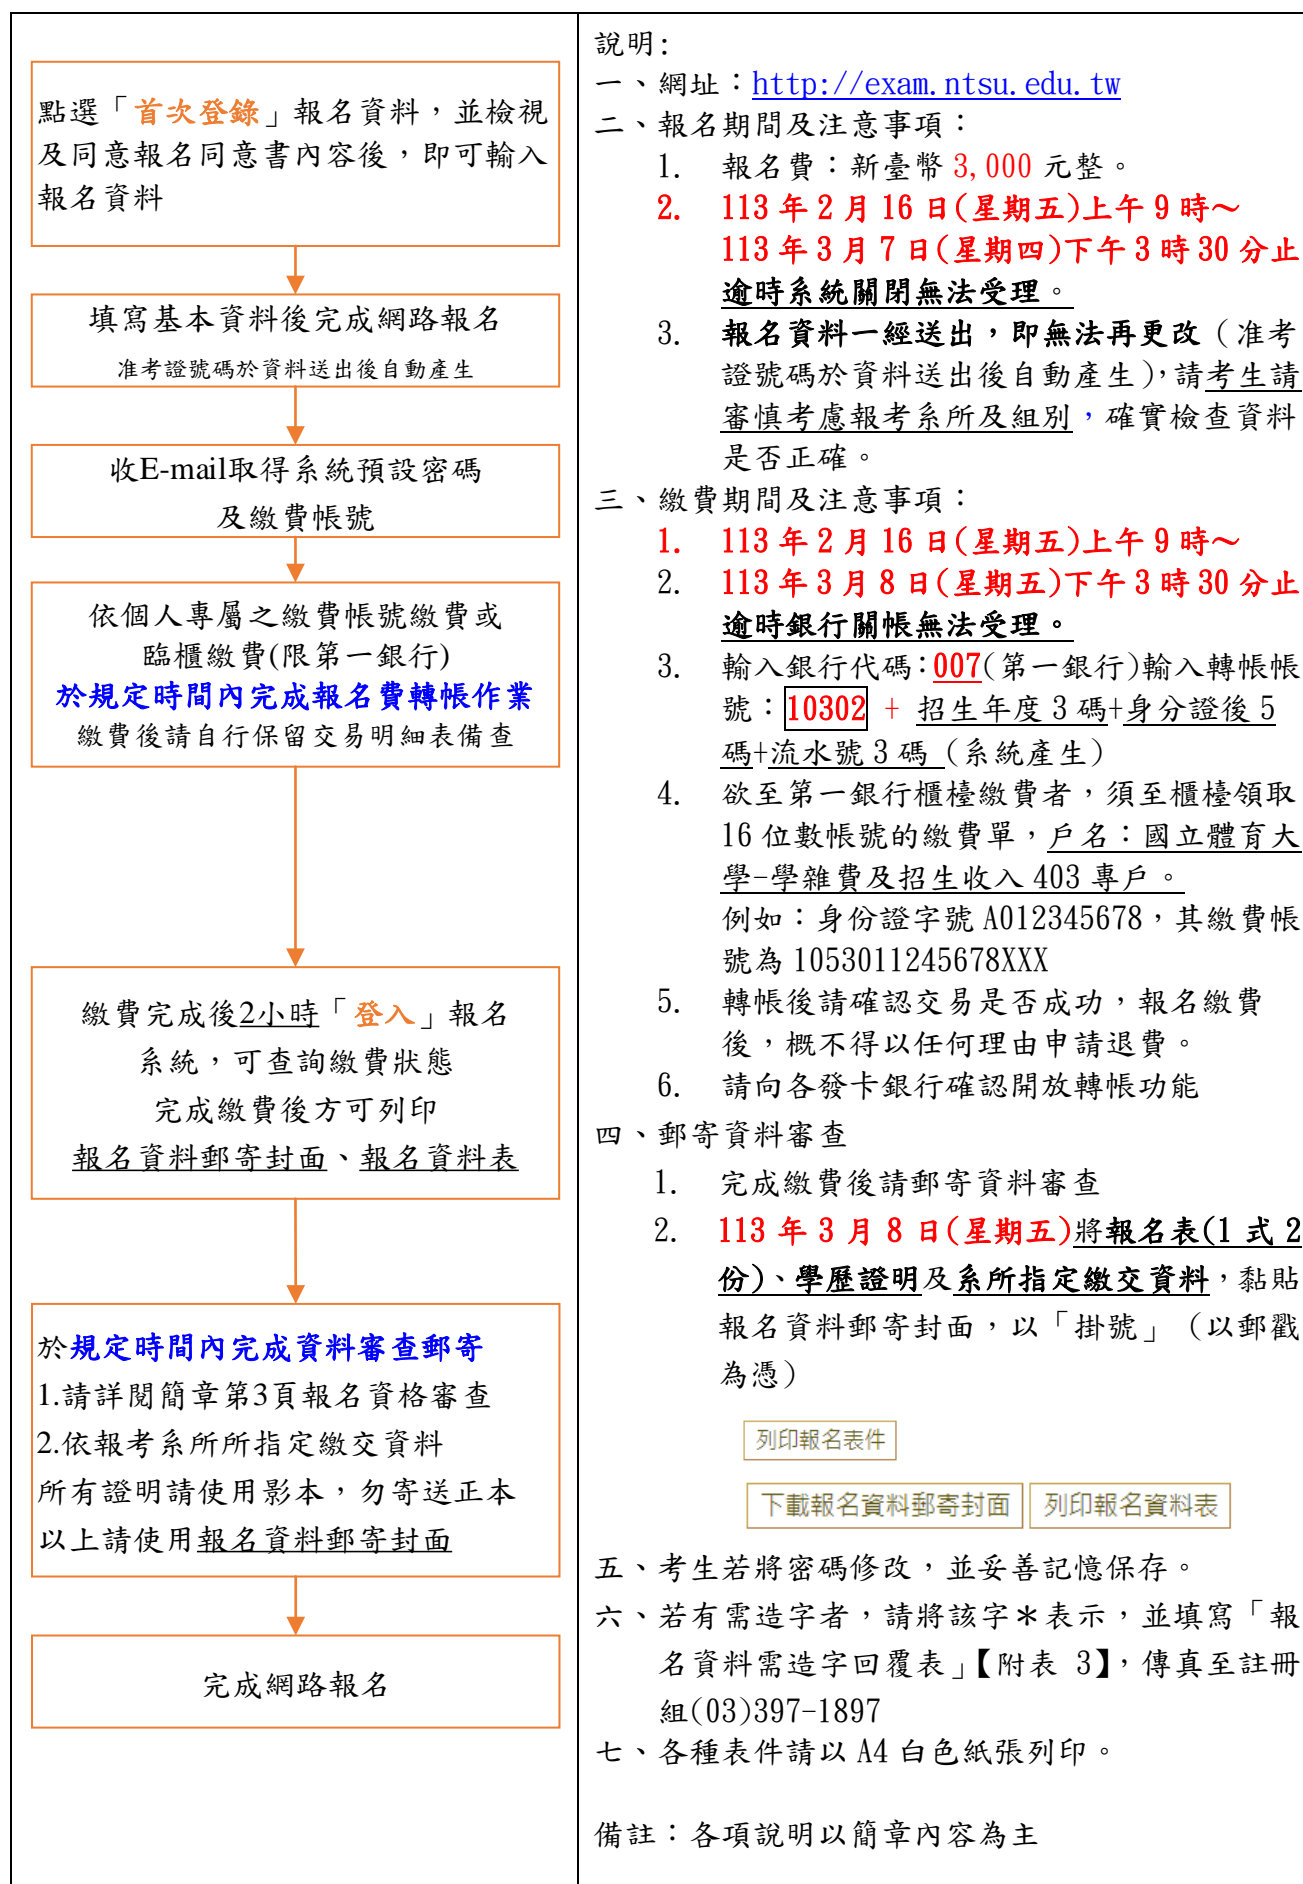 點選「首次登錄」報名資料，並檢視
及同意報名同意書內容後，即可輸入
報名資料
填寫基本資料後完成網路報名
准考證號碼於資料送出後自動產生
收E-mail取得系統預設密碼
及繳費帳號
依個人專屬之繳費帳號繳費或
臨櫃繳費(限第一銀行)
於規定時間內完成報名費轉帳作業
繳費後請自行保留交易明細表備查
繳費完成後2小時「登入」報名
系統，可查詢繳費狀態
完成繳費後方可列印
報名資料郵寄封面、報名資料表
於規定時間內完成資料審查郵寄
1.請詳閱簡章第3頁報名資格審查
2.依報考系所所指定繳交資料
所有證明請使用影本，勿寄送正本
以上請使用報名資料郵寄封面
完成網路報名
說明:
一、網址：http://exam.ntsu.edu.tw
二、報名期間及注意事項：
1. 報名費：新臺幣 3,000 元整。
2. 113 年 2 月 16 日(星期五)上午 9 時～
113 年 3 月 7 日(星期四)下午 3 時 30 分止
逾時系統關閉無法受理。
3. 報名資料一經送出，即無法再更改（准考
證號碼於資料送出後自動產生），請考生請
審慎考慮報考系所及組別，確實檢查資料
是否正確。
三、繳費期間及注意事項：
1. 113 年 2 月 16 日(星期五)上午 9 時～
2. 113 年 3 月 8 日(星期五)下午 3 時 30 分止
逾時銀行關帳無法受理。
3. 輸入銀行代碼：007(第一銀行)輸入轉帳帳
號：10302 + 招生年度 3 碼+身分證後 5
碼+流水號 3 碼（系統產生）
4. 欲至第一銀行櫃檯繳費者，須至櫃檯領取
16 位數帳號的繳費單，戶名：國立體育大
學-學雜費及招生收入 403 專戶。
例如：身份證字號 A012345678，其繳費帳
號為 1053011245678XXX
5. 轉帳後請確認交易是否成功，報名繳費
後，概不得以任何理由申請退費。
6. 請向各發卡銀行確認開放轉帳功能
四、郵寄資料審查
1. 完成繳費後請郵寄資料審查
2. 113 年 3 月 8 日(星期五)將報名表(1 式 2
份)、學歷證明及系所指定繳交資料，黏貼
報名資料郵寄封面，以「掛號」（以郵戳
為憑）
列印報名表件
下載報名資料郵寄封面 列印報名資料表
五、考生若將密碼修改，並妥善記憶保存。
六、若有需造字者，請將該字＊表示，並填寫「報
名資料需造字回覆表」【附表 3】，傳真至註冊
組(03)397-1897
七、各種表件請以 A4 白色紙張列印。
備註：各項說明以簡章內容為主